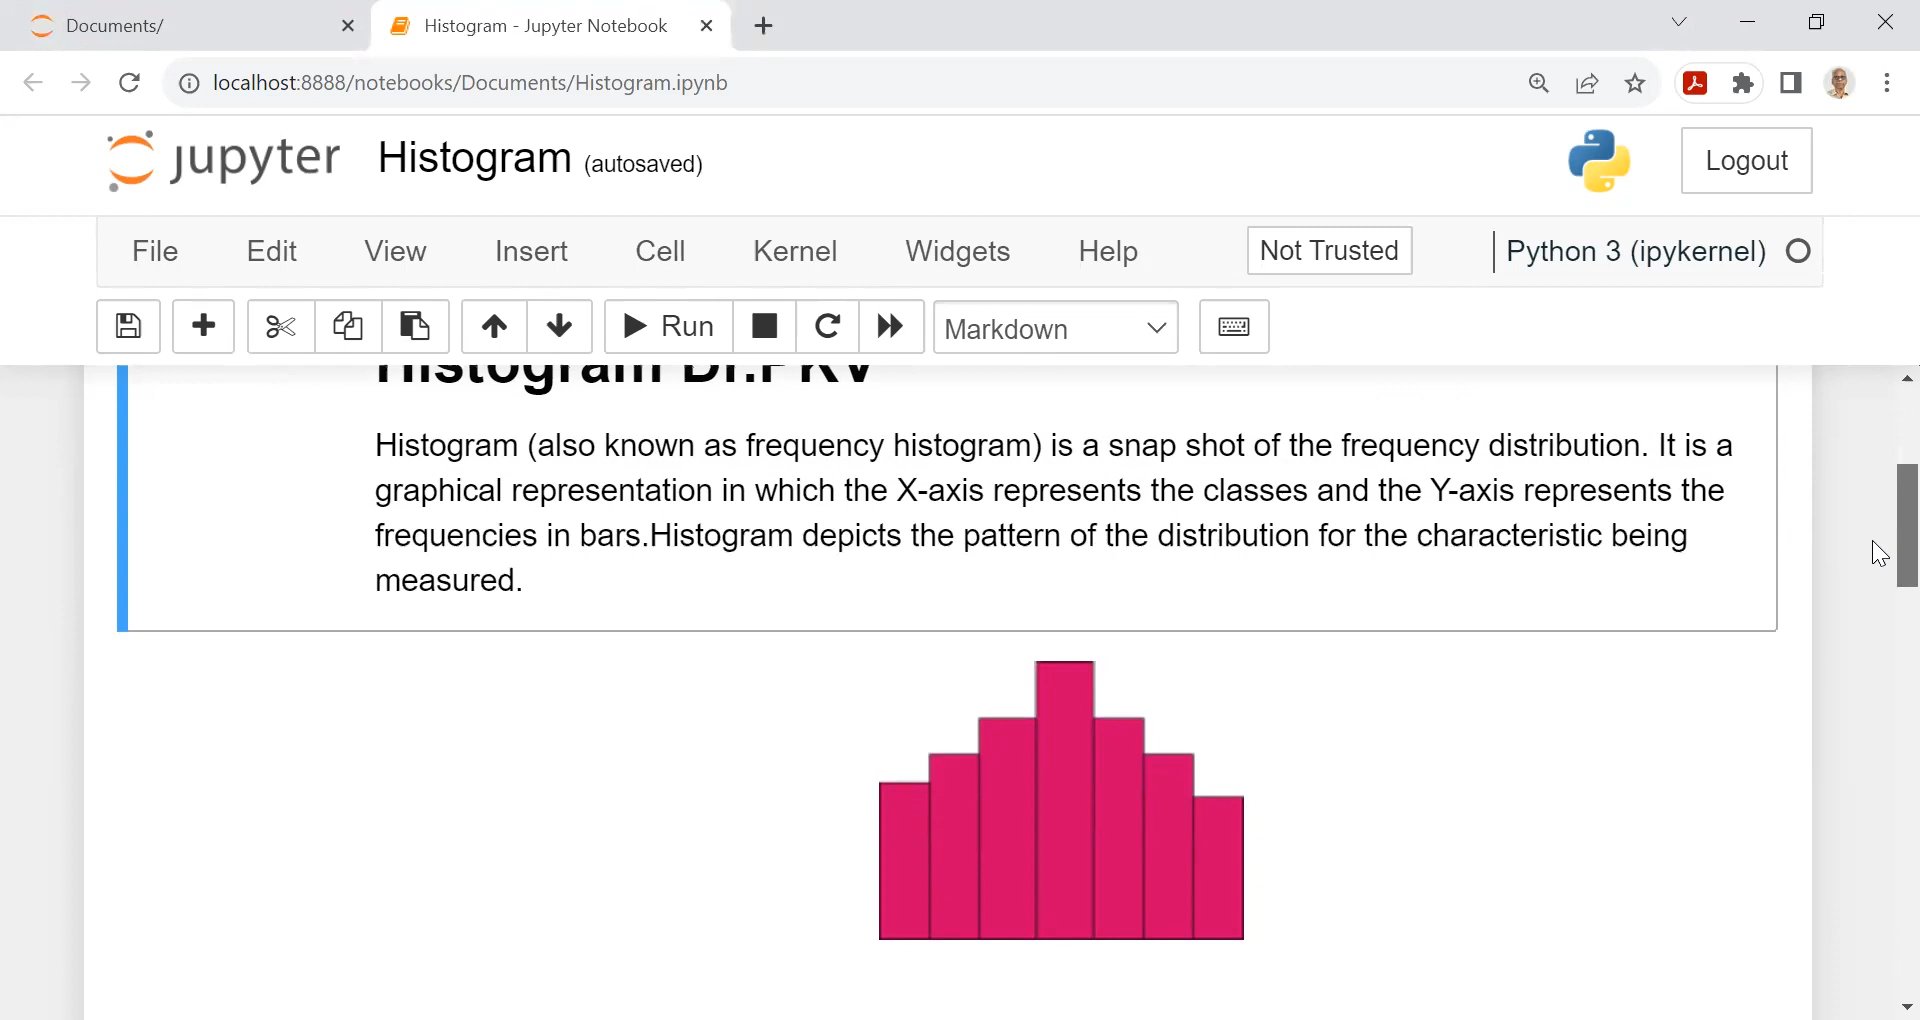 Documents/
Histogram - Jupyter Notebook
localhost:8888/notebooks/Documents/Histogram.ipynb
jupyter Histogram (autosaved) Logout
File Edit View Insert Cell Kernel Widgets Help Not Trusted Python 3 (ipykernel)
Run Markdown
Histogram Dr.PKV
Histogram (also known as frequency histogram) is a snap shot of the frequency distribution. It is a
graphical representation in which the X-axis represents the classes and the Y-axis represents the
frequencies in bars.Histogram depicts the pattern of the distribution for the characteristic being
measured.